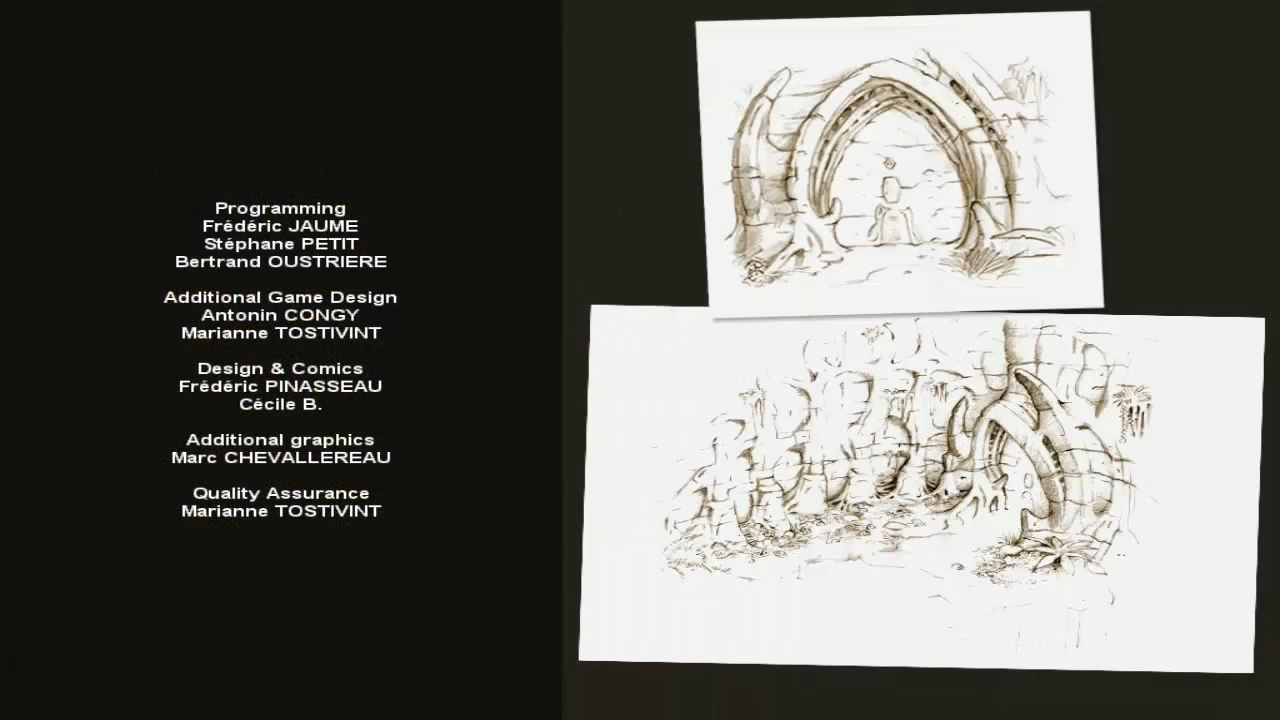 Programming
Frédéric JAUME
Stéphane PETIT
Bertrand OUSTRIERE
Additional Game Design
Antonin CONGY
Marianne TOSTIVINT
Design & Comics
Frédéric PINASSEAU
Cécile B.
Additional graphics
Marc CHEVALLEREAU
Quality Assurance
Marianne TOSTIVINT